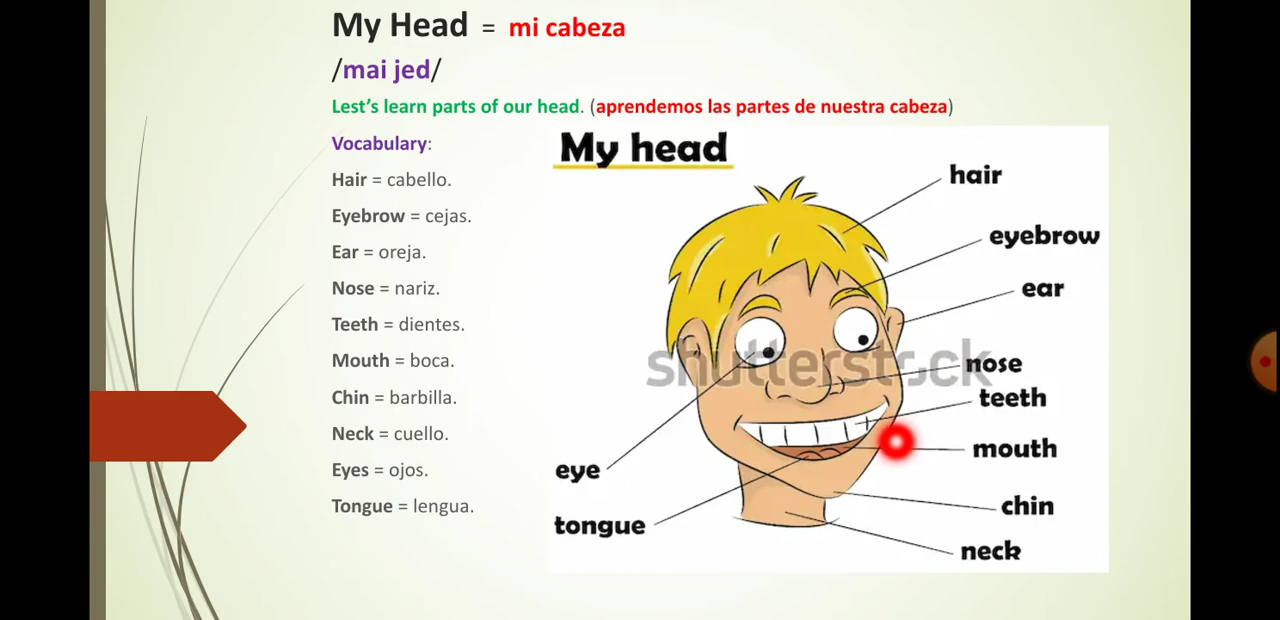 My Head = mi cabeza
/mai jed/
Lest's learn parts of our head. (aprendemos las partes de nuestra cabeza)
Vocabulary:
Hair = cabello.
Eyebrow = cejas.
Ear = oreja.
Nose = nariz.
Teeth = dientes.
Mouth = boca.
Chin = barbilla.
Neck = cuello.
Eyes = ojos.
Tongue = lengua.
My head
hair
eyebrow
ear
shutterstock
nose
teeth
mouth
eye
chin
tongue
neck